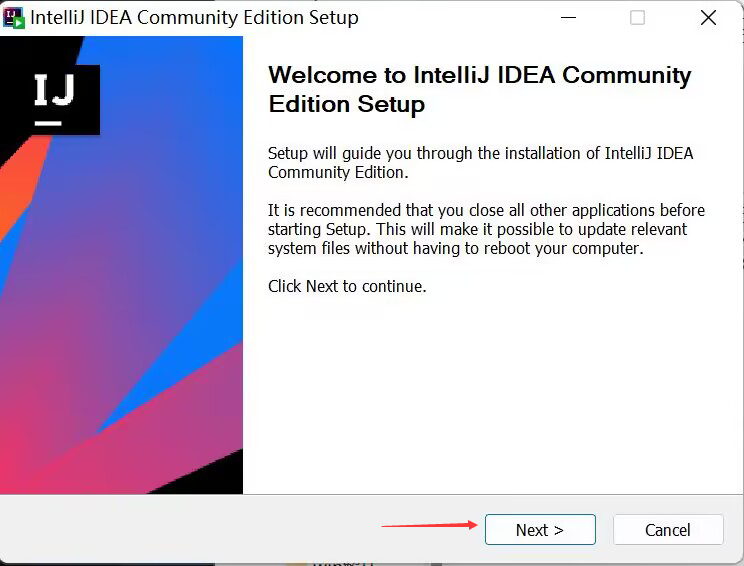 IntelliJ IDEA Community Edition Setup
IJ
Welcome to IntelliJ IDEA Community
Edition Setup
Setup will guide you through the installation of IntelliJ IDEA
Community Edition.
It is recommended that you close all other applications before
starting Setup. This will make it possible to update relevant
system files without having to reboot your computer.
Click Next to continue.
Next >
Cancel